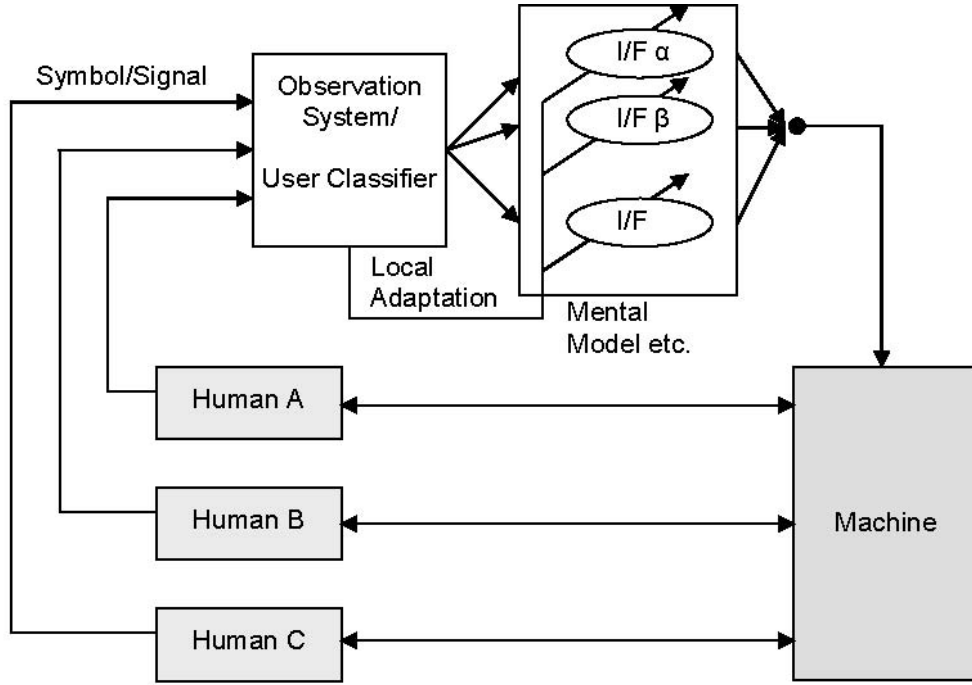 Symbol/Signal
Observation
System/
User Classifier
I/F α
I/F β
I/F
Local
Adaptation
Mental
Model etc.
Human A
Human B
Human C
Machine